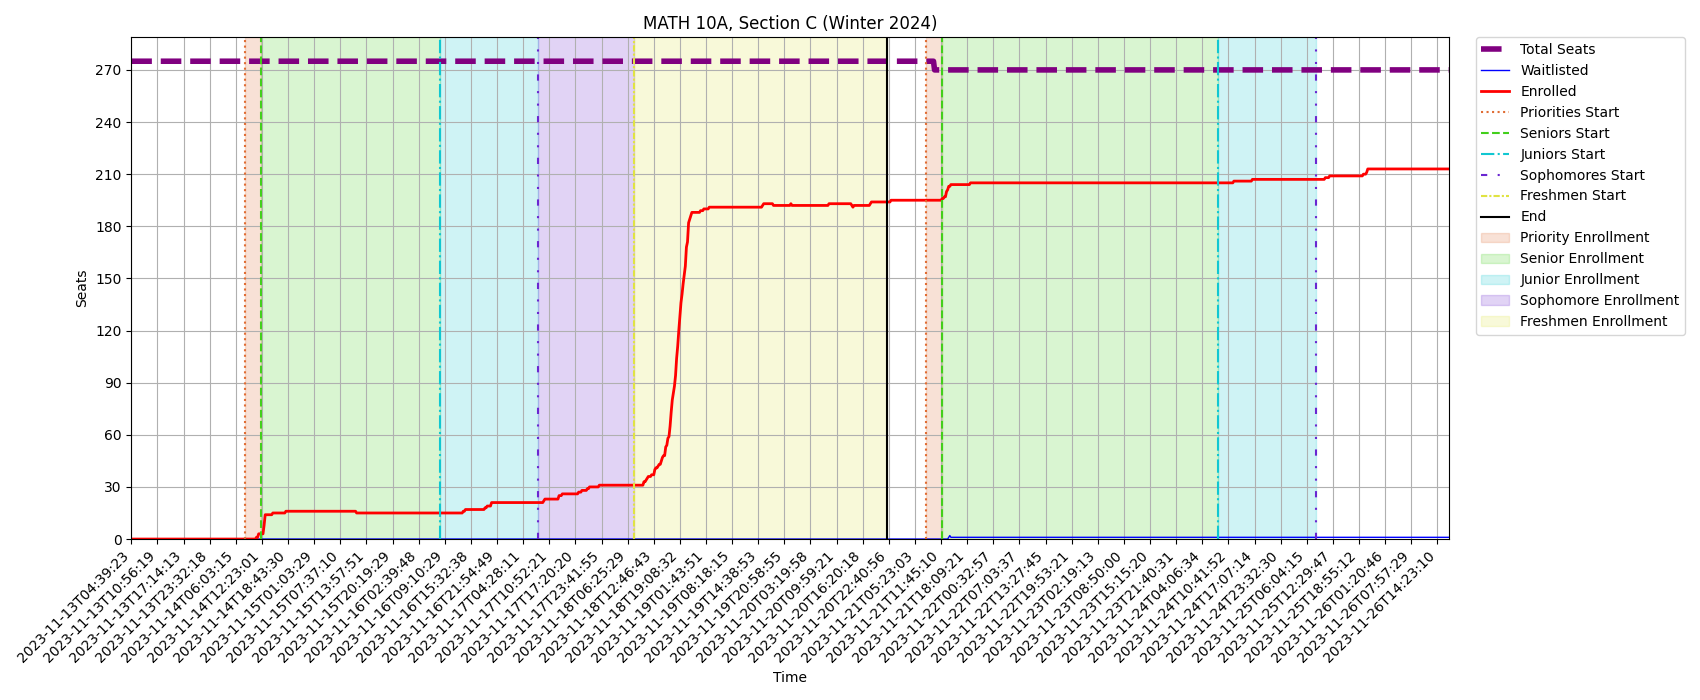 MATH 10A, Section C (Winter 2024)
Seats
270
240
210
180
150
120
90
60
30
0
2023-11-13T04:39:23
2023-11-13T10:56:19
2023-11-13T17:14:13
2023-11-13T23:32:18
2023-11-14T06:03:15
2023-11-14T12:23:01
2023-11-14T18:43:30
2023-11-15T01:03:29
2023-11-15T07:37:10
2023-11-15T13:57:51
2023-11-15T20:19:29
2023-11-16T02:39:48
2023-11-16T09:10:29
2023-11-16T15:32:38
2023-11-16T21:54:49
2023-11-17T04:28:11
2023-11-17T10:52:21
2023-11-17T17:20:20
2023-11-17T23:41:55
2023-11-18T06:25:29
2023-11-18T12:46:43
2023-11-18T19:08:32
2023-11-19T01:43:51
2023-11-19T08:18:15
2023-11-19T14:38:53
2023-11-19T20:58:55
2023-11-20T03:19:58
2023-11-20T09:59:21
2023-11-20T16:20:18
2023-11-20T22:40:56
2023-11-21T05:23:03
2023-11-21T11:45:10
2023-11-21T18:09:21
2023-11-22T00:32:57
2023-11-22T07:03:37
2023-11-22T13:27:45
2023-11-22T19:53:21
2023-11-23T02:19:13
2023-11-23T08:50:00
2023-11-23T15:15:20
2023-11-23T21:40:31
2023-11-24T04:06:34
2023-11-24T10:41:52
2023-11-24T17:07:14
2023-11-24T23:32:30
2023-11-25T06:04:15
2023-11-25T12:29:47
2023-11-25T18:55:12
2023-11-26T01:20:46
2023-11-26T07:57:29
2023-11-26T14:23:10
Time
Total Seats
Waitlisted
Enrolled
Priorities Start
Seniors Start
Juniors Start
Sophomores Start
Freshmen Start
End
Priority Enrollment
Senior Enrollment
Junior Enrollment
Sophomore Enrollment
Freshmen Enrollment